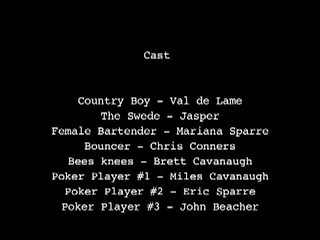 Cast
Country Boy - Val de Lame
The Swede - Jasper
Female Bartender - Mariana Sparre
Bouncer - Chris Conners
Bees knees - Brett Cavanaugh
Poker Player #1 - Miles Cavanaugh
Poker Player #2 - Eric Sparre
Poker Player #3 - John Beacher